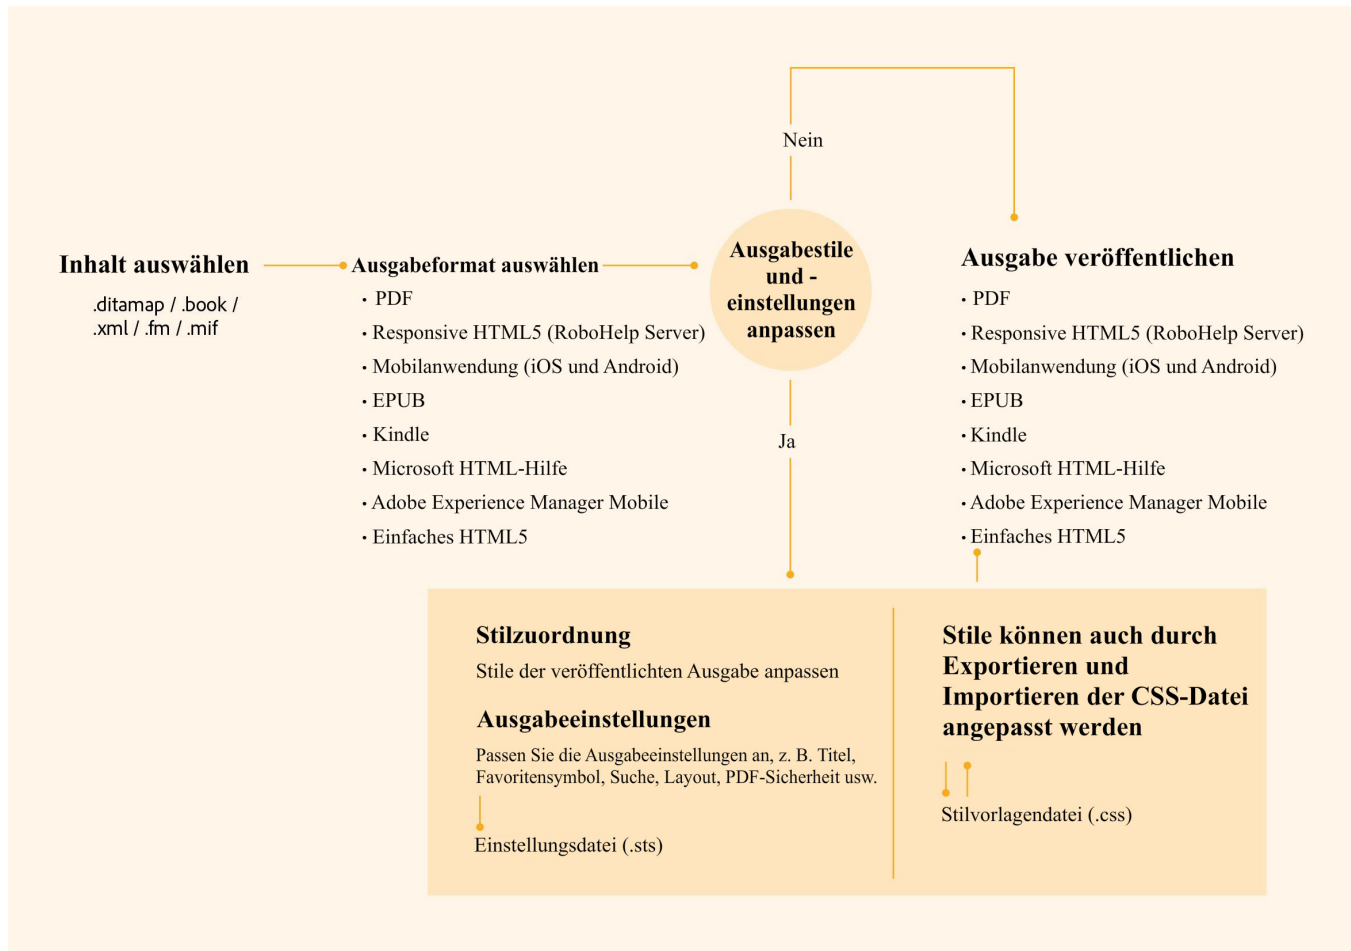 Inhalt auswählen
.ditamap / .book /
.xml / .fm / .mif
Ausgabeformat auswählen
• PDF
• Responsive HTML5 (RoboHelp Server)
• Mobilanwendung (iOS und Android)
• EPUB
• Kindle
• Microsoft HTML-Hilfe
• Adobe Experience Manager Mobile
• Einfaches HTML5
Nein
Ausgabestile
und -
einstellungen
anpassen
Ja
Ausgabe veröffentlichen
• PDF
• Responsive HTML5 (RoboHelp Server)
• Mobilanwendung (iOS und Android)
• EPUB
• Kindle
• Microsoft HTML-Hilfe
• Adobe Experience Manager Mobile
• Einfaches HTML5
Stilzuordnung
Stile der veröffentlichten Ausgabe anpassen
Ausgabeeinstellungen
Passen Sie die Ausgabeeinstellungen an, z. B. Titel,
Favoritensymbol, Suche, Layout, PDF-Sicherheit usw.
Einstellungsdatei (.sts)
Stile können auch durch
Exportieren und
Importieren der CSS-Datei
angepasst werden
Stilvorlagendatei (.css)